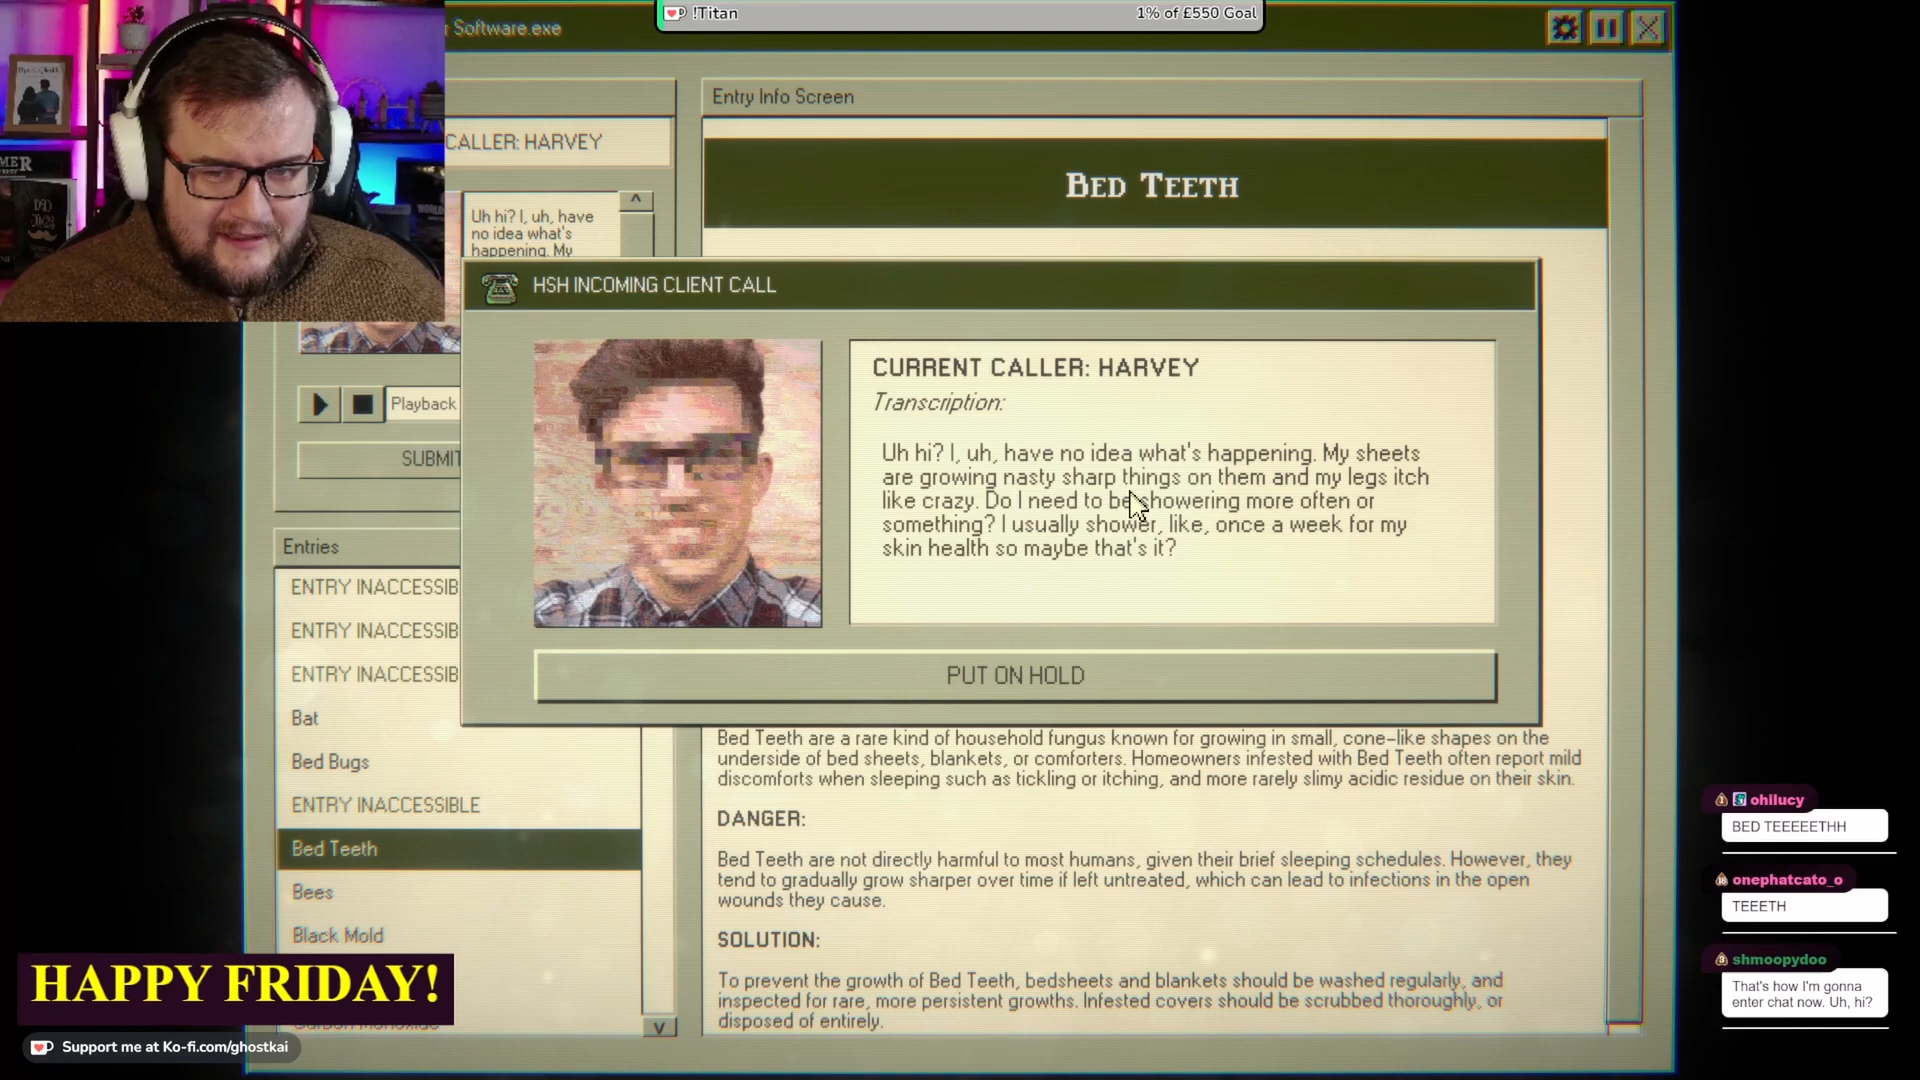 !Titan
1% of £550 Goal
Software.exe
Entry Info Screen
CALLER: HARVEY
BED TEETH
Uh hi? I, uh, have
no idea what's
happening. My
HSH INCOMING CLIENT CALL
CURRENT CALLER: HARVEY
Transcription:
Uh hi? I, uh, have no idea what's happening. My sheets
are growing nasty sharp things on them and my legs itch
like crazy. Do I need to be showering more often or
something? I usually shower, like, once a week for my
skin health so maybe that's it?
PUT ON HOLD
Playback
SUBMIT
Entries
ENTRY INACCESSIB
ENTRY INACCESSIB
ENTRY INACCESSIB
Bat
Bed Bugs
ENTRY INACCESSIBLE
Bed Teeth
Bees
Black Mold
Bed Teeth are a rare kind of household fungus known for growing in small, cone-like shapes on the
underside of bed sheets, blankets, or comforters. Homeowners infested with Bed Teeth often report mild
discomforts when sleeping such as tickling or itching, and more rarely slimy acidic residue on their skin.
DANGER:
Bed Teeth are not directly harmful to most humans, given their brief sleeping schedules. However, they
tend to gradually grow sharper over time if left untreated, which can lead to infections in the open
wounds they cause.
SOLUTION:
To prevent the growth of Bed Teeth, bedsheets and blankets should be washed regularly, and
inspected for rare, more persistent growths. Infested covers should be scrubbed thoroughly, or
disposed of entirely.
HAPPY FRIDAY!
Support me at Ko-fi.com/ghostkai
ohilucy
BED TEEEEETHH
onephatcato_o
TEEETH
shmoopydoo
That's how I'm gonna
enter chat now. Uh, hi?